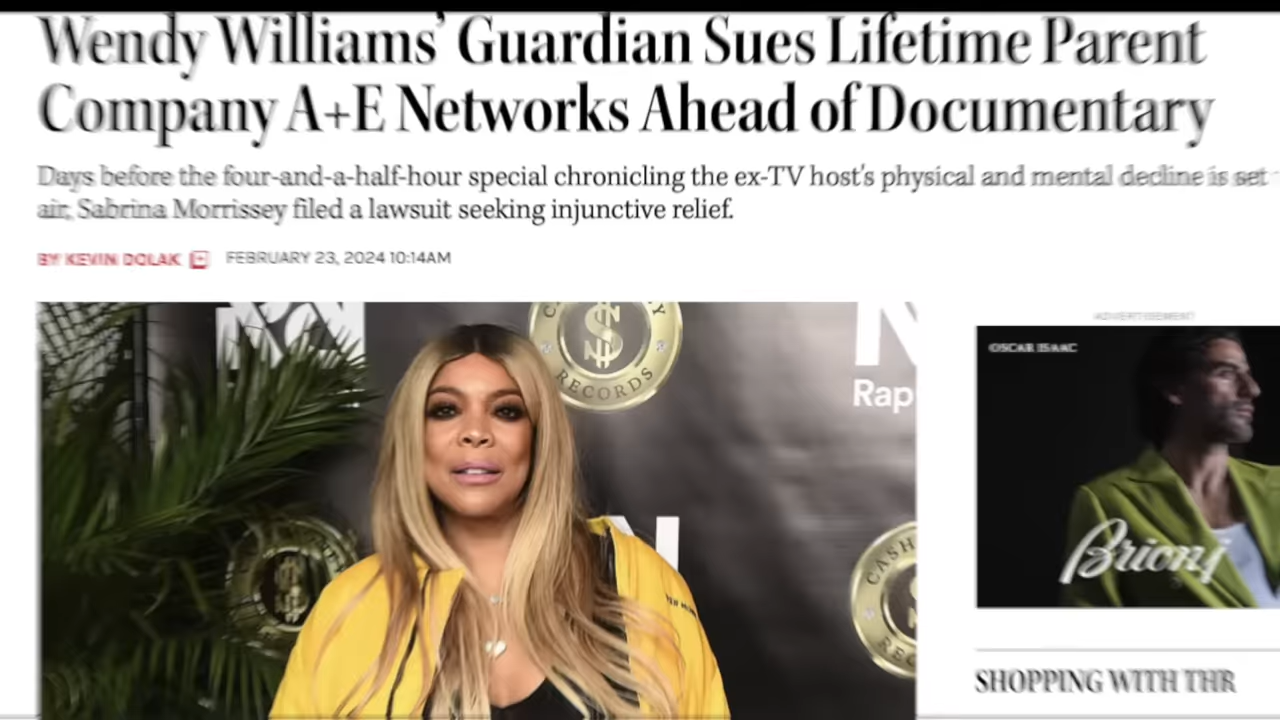 Wendy Williams' Guardian Sues Lifetime Parent
Company A+E Networks Ahead of Documentary
Days before the four-and-a-half-hour special chronicling the ex-TV host's physical and mental decline is set
air, Sabrina Morrissey filed a lawsuit seeking injunctive relief.
BY KEVIN DOLAK FEBRUARY 23, 2024 10:14AM
ADVERTISEMENT
OSCAR ISAAC
RECORDS
Rap
CASH
Brioni
SHOPPING WITH THR